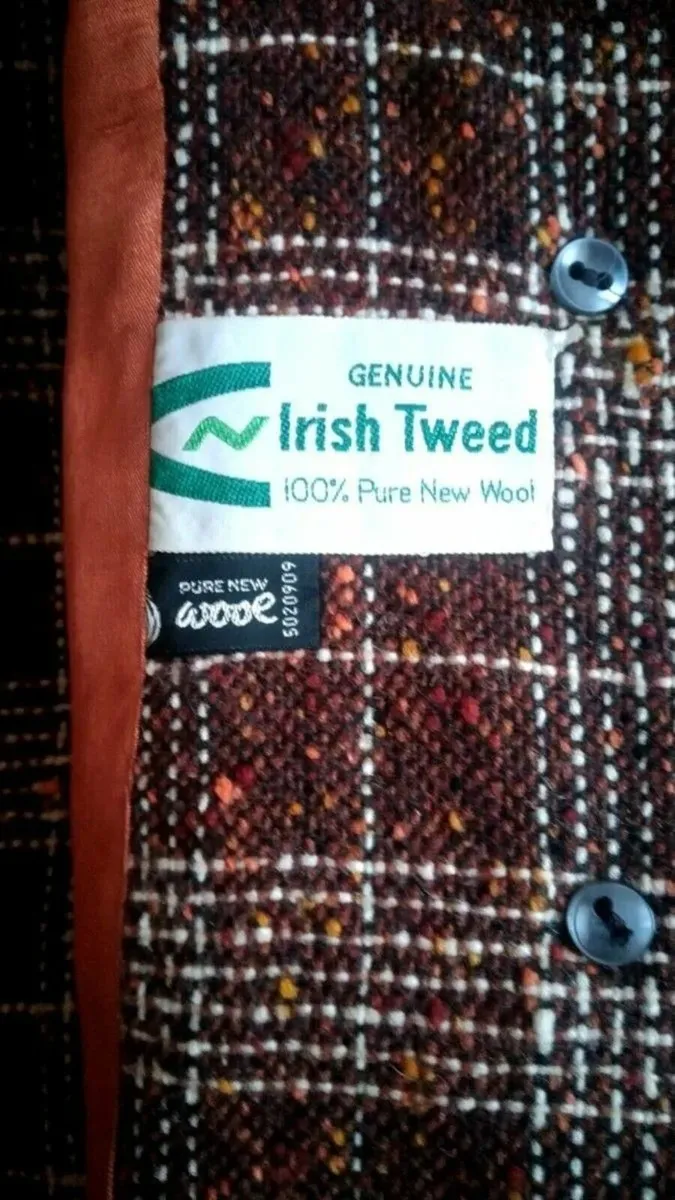 GENUINE
Irish Tweed
100% Pure New Wool
PURE NEW
wool
5020909